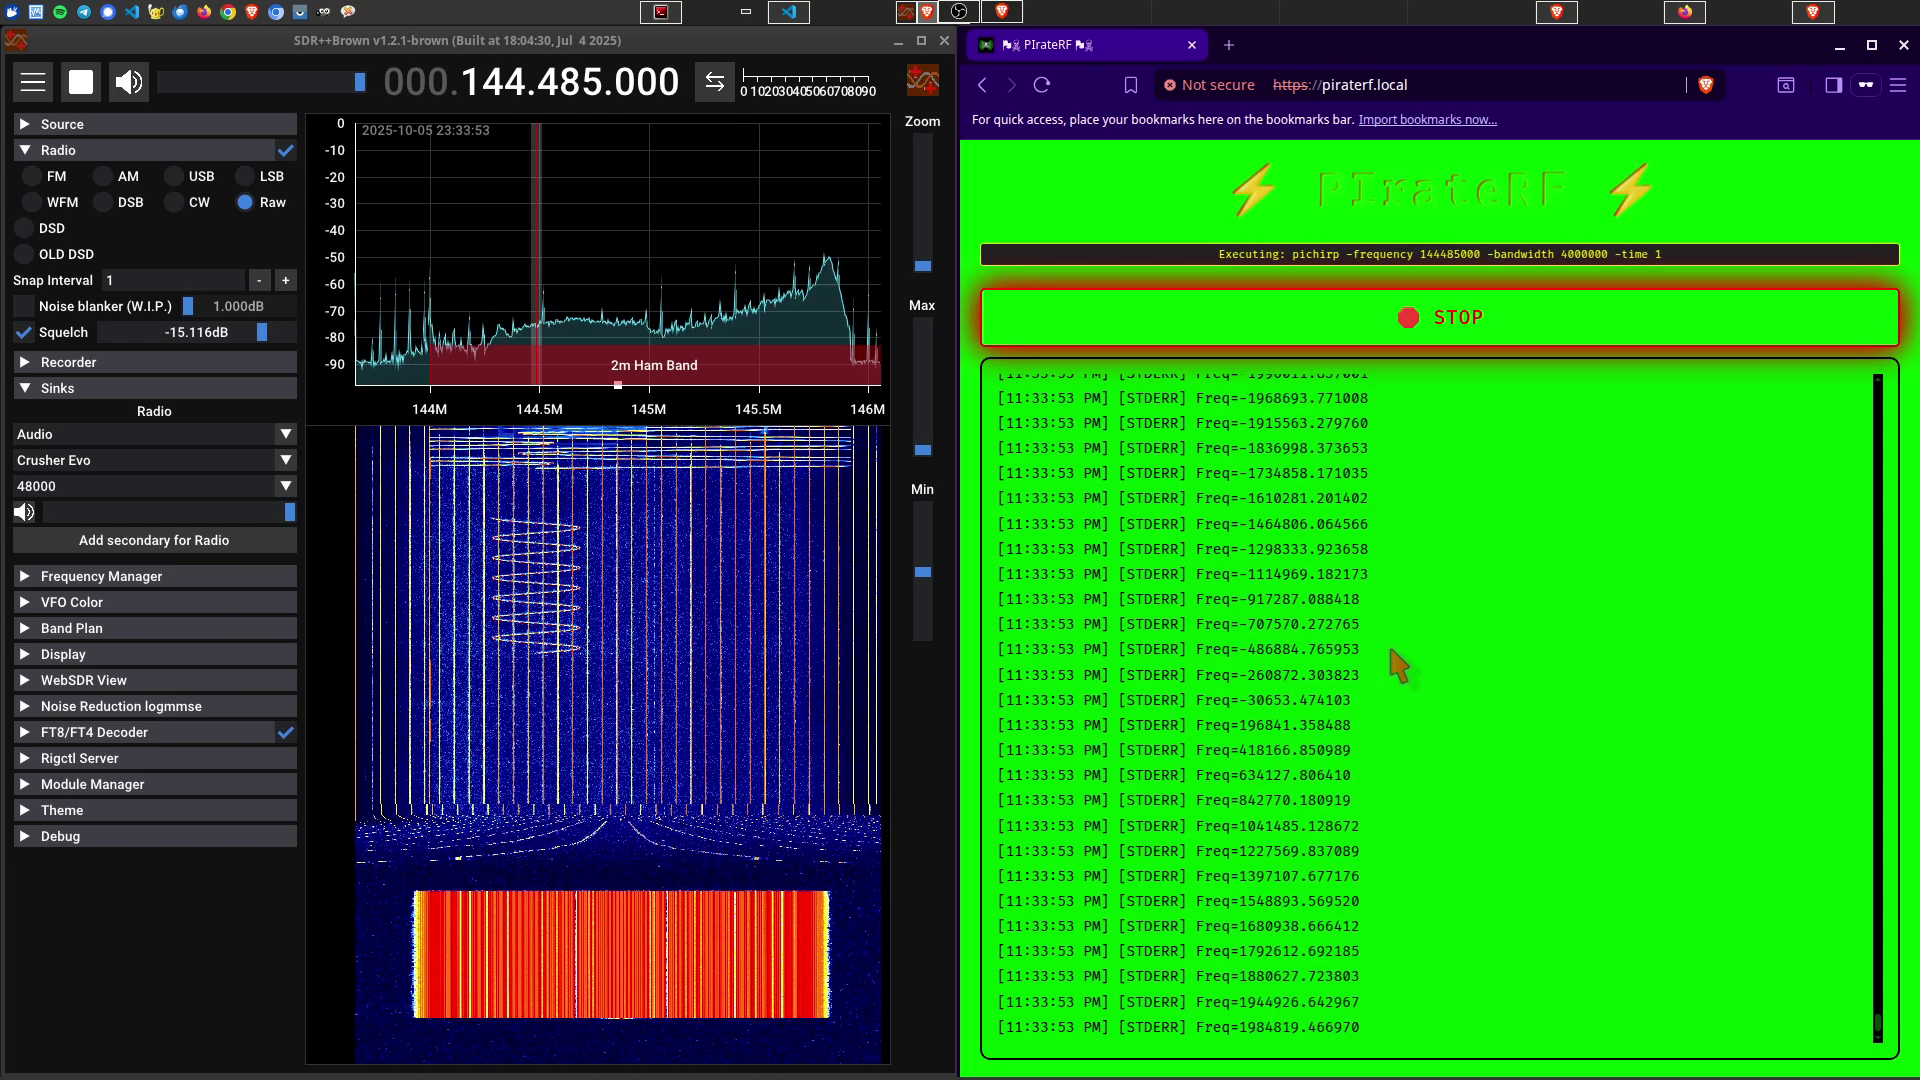 SDR++Brown v1.2.1-brown (Built at 18:04:30, Jul  4 2025)
000.144.485.000
0 102030405060708090
Source
Radio
FM
AM
USB
LSB
WFM
DSB
CW
Raw
DSD
OLD DSD
Snap Interval
1
-
+
Noise blanker (W.I.P.)
1.000dB
Squelch
-15.116dB
Recorder
Sinks
Radio
Audio
Crusher Evo
48000
Add secondary for Radio
Frequency Manager
VFO Color
Band Plan
Display
WebSDR View
Noise Reduction logmmse
FT8/FT4 Decoder
Rigctl Server
Module Manager
Theme
Debug
2025-10-05 23:33:53
0
-10
-20
-30
-40
-50
-60
-70
-80
-90
2m Ham Band
144M
144.5M
145M
145.5M
146M
Zoom
Max
Min
PIrateRF
Not secure
https://piraterf.local
For quick access, place your bookmarks here on the bookmarks bar. Import bookmarks now...
PIrateRF
Executing: pichirp -frequency 144485000 -bandwidth 4000000 -time 1
STOP
[11:33:53 PM] [STDERR] Freq=-1968693.771008
[11:33:53 PM] [STDERR] Freq=-1915563.279760
[11:33:53 PM] [STDERR] Freq=-1836998.373653
[11:33:53 PM] [STDERR] Freq=-1734858.171035
[11:33:53 PM] [STDERR] Freq=-1610281.201402
[11:33:53 PM] [STDERR] Freq=-1464806.064566
[11:33:53 PM] [STDERR] Freq=-1298333.923658
[11:33:53 PM] [STDERR] Freq=-1114969.182173
[11:33:53 PM] [STDERR] Freq=-917287.088418
[11:33:53 PM] [STDERR] Freq=-707570.272765
[11:33:53 PM] [STDERR] Freq=-486884.765953
[11:33:53 PM] [STDERR] Freq=-260872.303823
[11:33:53 PM] [STDERR] Freq=-30653.474103
[11:33:53 PM] [STDERR] Freq=196841.358488
[11:33:53 PM] [STDERR] Freq=418166.850989
[11:33:53 PM] [STDERR] Freq=634127.806410
[11:33:53 PM] [STDERR] Freq=842770.180919
[11:33:53 PM] [STDERR] Freq=1041485.128672
[11:33:53 PM] [STDERR] Freq=1227569.837089
[11:33:53 PM] [STDERR] Freq=1397107.677176
[11:33:53 PM] [STDERR] Freq=1548893.569520
[11:33:53 PM] [STDERR] Freq=1680938.666412
[11:33:53 PM] [STDERR] Freq=1792612.692185
[11:33:53 PM] [STDERR] Freq=1880627.723803
[11:33:53 PM] [STDERR] Freq=1944926.642967
[11:33:53 PM] [STDERR] Freq=1984819.466970